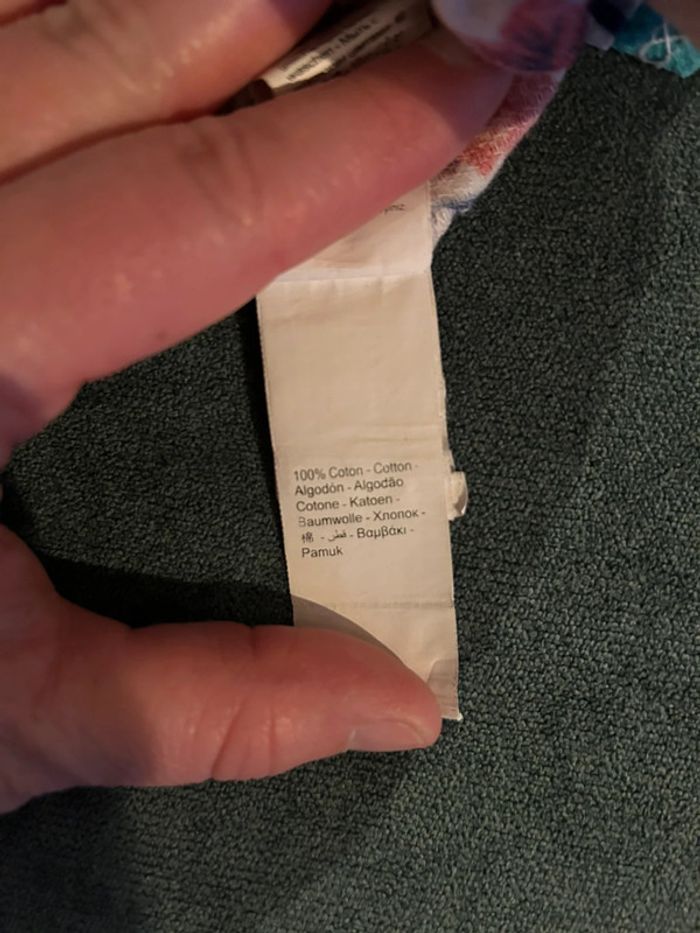 100% Coton - Cotton -
Algodón - Algodão
Cotone - Katoen -
Baumwolle - Хлопок -
棉 - قطن - Βαμβάκι -
Pamuk